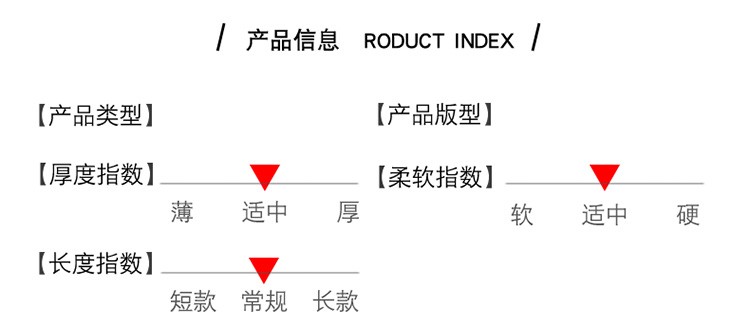 / 产品信息 RODUCT INDEX /
【产品类型】 【产品版型】
【厚度指数】 【柔软指数】
薄 适中 厚 软 适中 硬
【长度指数】
短款 常规 长款